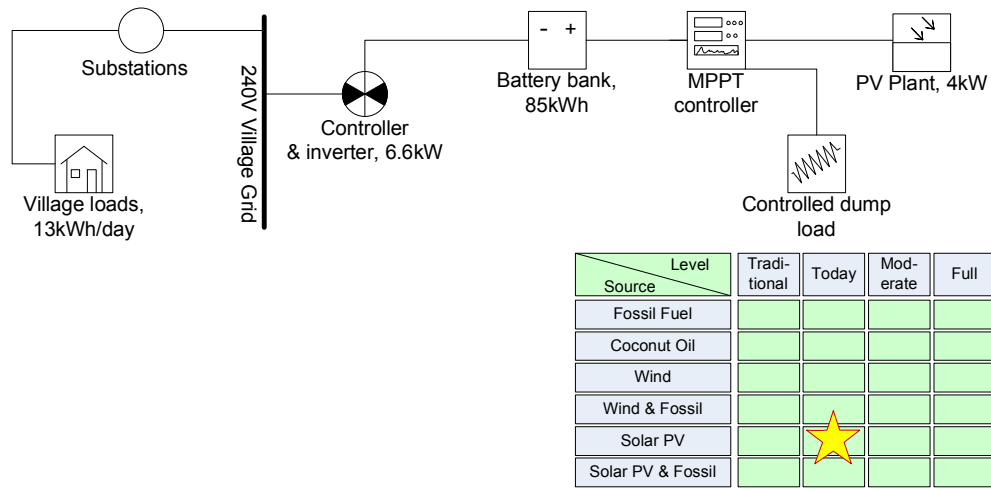 Substations
Village loads,
13kWh/day
240V Village Grid
Controller
& inverter, 6.6kW
- +
Battery bank,
85kWh
MPPT
controller
PV Plant, 4kW
Controlled dump
load
Level
Source
Tradi-
tional
Today
Mod-
erate
Full
Fossil Fuel
Coconut Oil
Wind
Wind & Fossil
Solar PV
Solar PV & Fossil